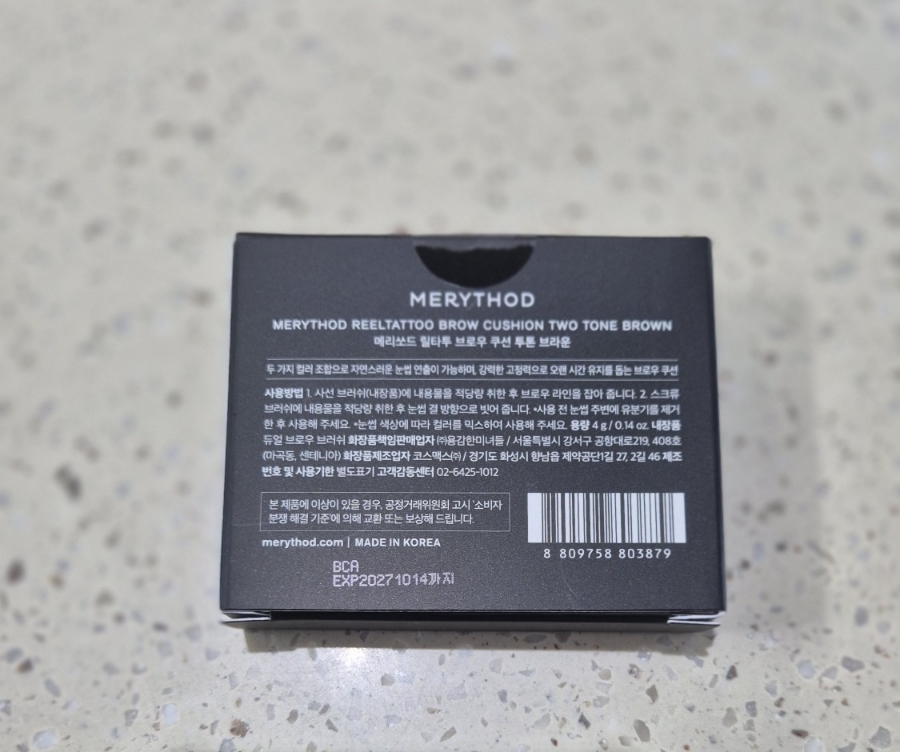 MERYTHOD
MERYTHOD REELTATTOO BROW CUSHION TWO TONE BROWN
메리쏘드 릴타투 브로우 쿠션 투톤 브라운
두 가지 컬러 조합으로 자연스러운 눈썹 연출이 가능하며, 강력한 고정력으로 오랜 시간 유지를 돕는 브로우 쿠션
사용방법 1. 사선 브러쉬(내장품)에 내용물을 적당량 취한 후 브로우 라인을 잡아 줍니다. 2. 스크류
브러쉬에 내용물을 적당량 취한 후 눈썹 결 방향으로 빗어 줍니다. •사용 전 눈썹 주변에 유분기를 제거
한 후 사용해 주세요. •눈썹 색상에 따라 컬러를 믹스하여 사용해 주세요. 용량 4 g / 0.14 oz. 내장품
듀얼 브로우 브러쉬 화장품책임판매업자 ㈜용감한미녀들 / 서울특별시 강서구 공항대로219, 408호
(마곡동, 센테니아) 화장품제조업자 코스맥스㈜ / 경기도 화성시 향남읍 제약공단1길 27, 2길 46 제조
번호 및 사용기한 별도표기 고객감동센터 02-6425-1012
본 제품에 이상이 있을 경우, 공정거래위원회 고시 '소비자
분쟁 해결 기준'에 의해 교환 또는 보상해 드립니다.
merythod.com | MADE IN KOREA
8 809758 803879
BCA
EXP20271014까지